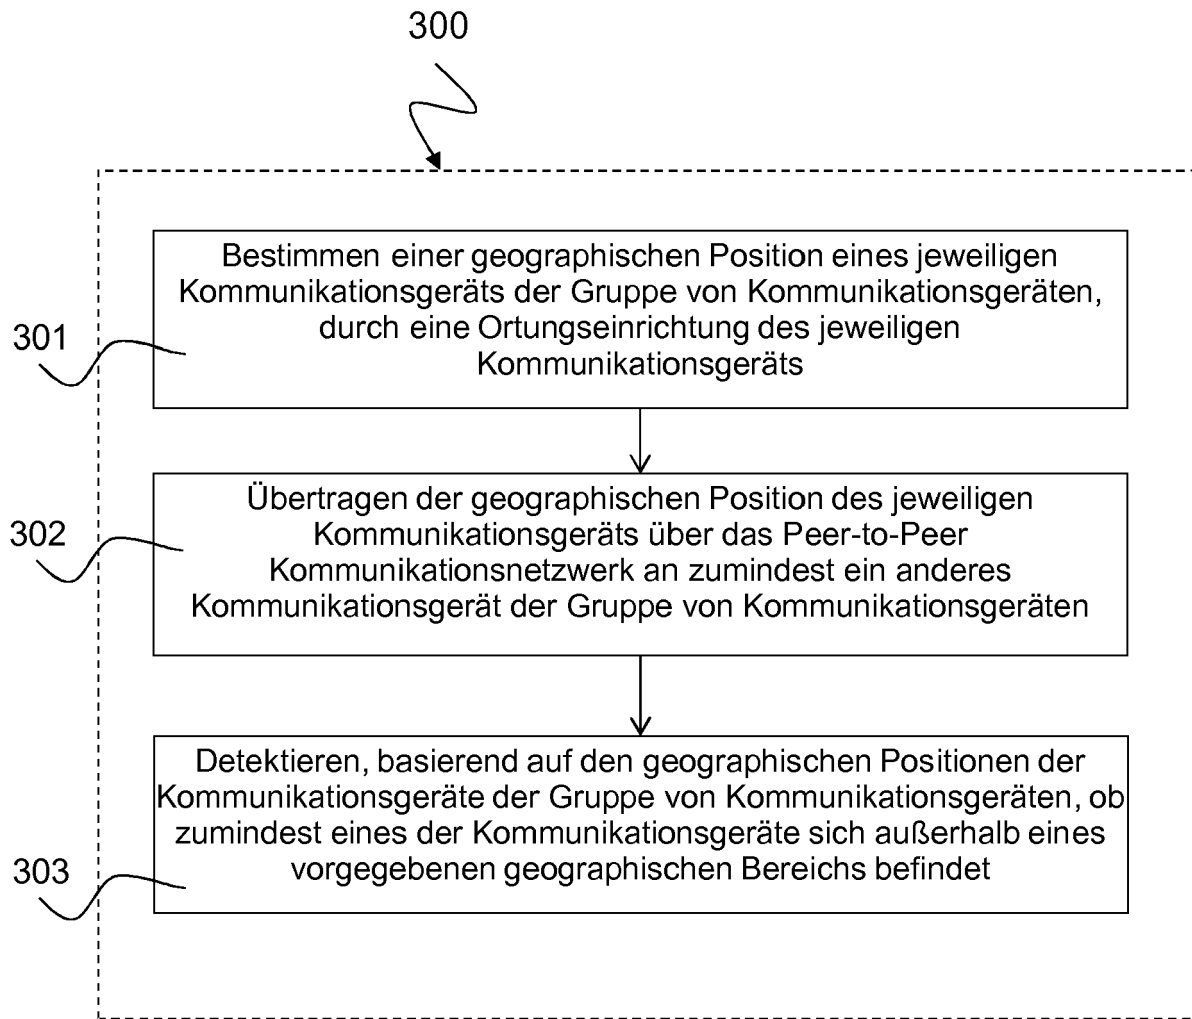 300
Bestimmen einer geographischen Position eines jeweiligen
Kommunikationsgeräts der Gruppe von Kommunikationsgeräten,
durch eine Ortungseinrichtung des jeweiligen
Kommunikationsgeräts
301
Übertragen der geographischen Position des jeweiligen
Kommunikationsgeräts über das Peer-to-Peer
Kommunikationsnetzwerk an zumindest ein anderes
Kommunikationsgerät der Gruppe von Kommunikationsgeräten
302
Detektieren, basierend auf den geographischen Positionen der
Kommunikationsgeräte der Gruppe von Kommunikationsgeräten, ob
zumindest eines der Kommunikationsgeräte sich außerhalb eines
vorgegebenen geographischen Bereichs befindet
303